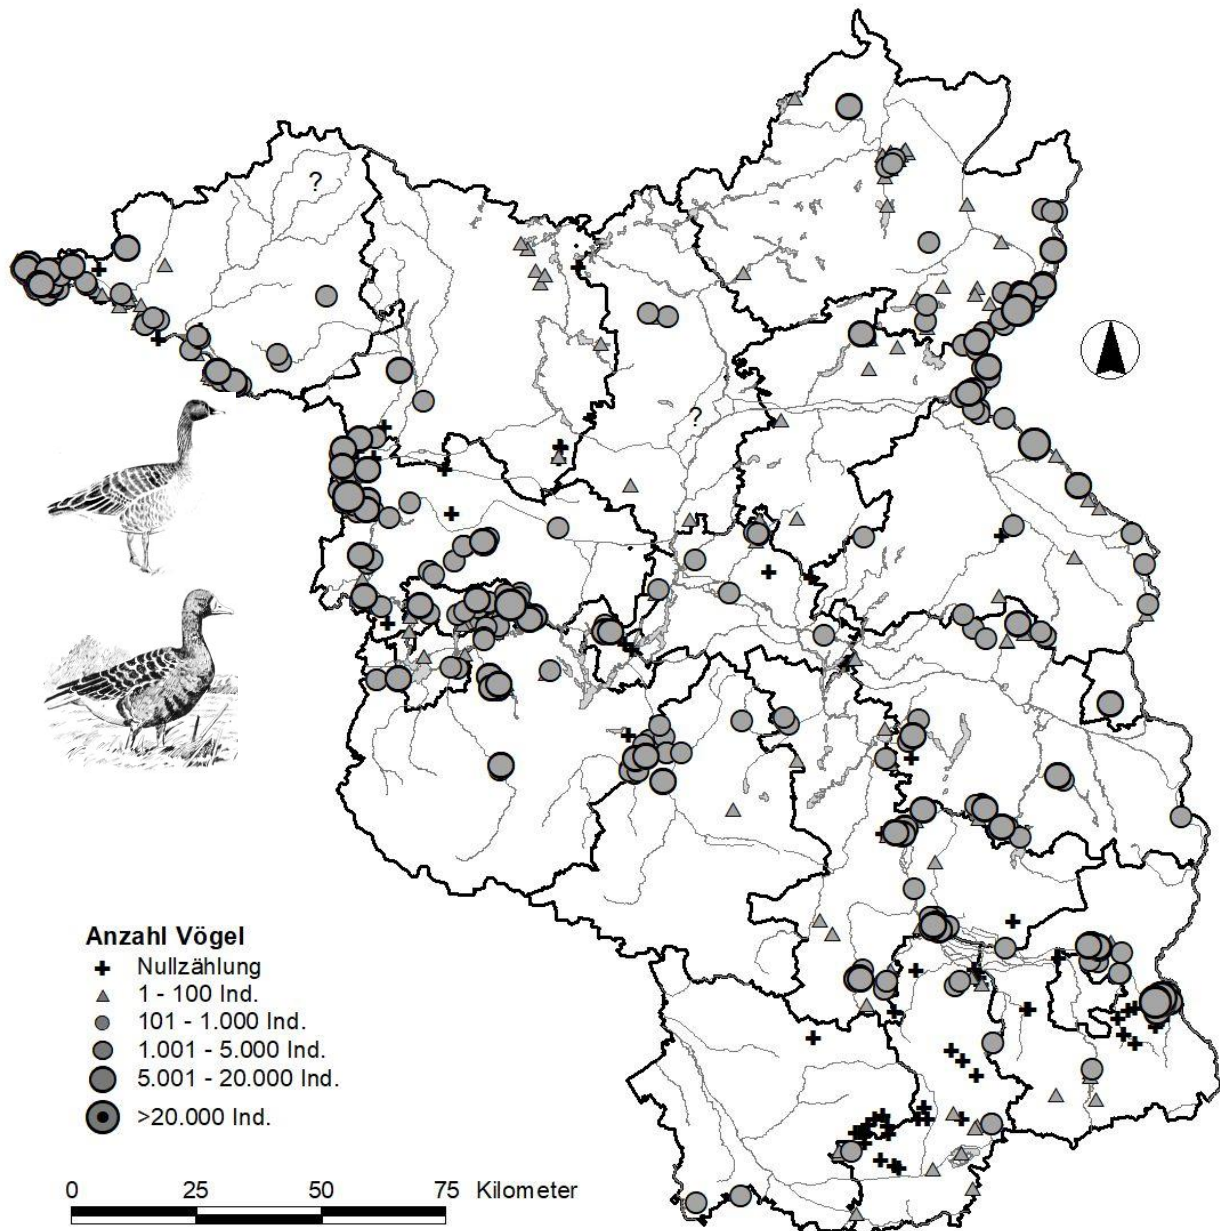 ?
?
Anzahl Vögel
Nullzählung
1 - 100 Ind.
101 - 1.000 Ind.
1.001 - 5.000 Ind.
5.001 - 20.000 Ind.
>20.000 Ind.
0 25 50 75 Kilometer